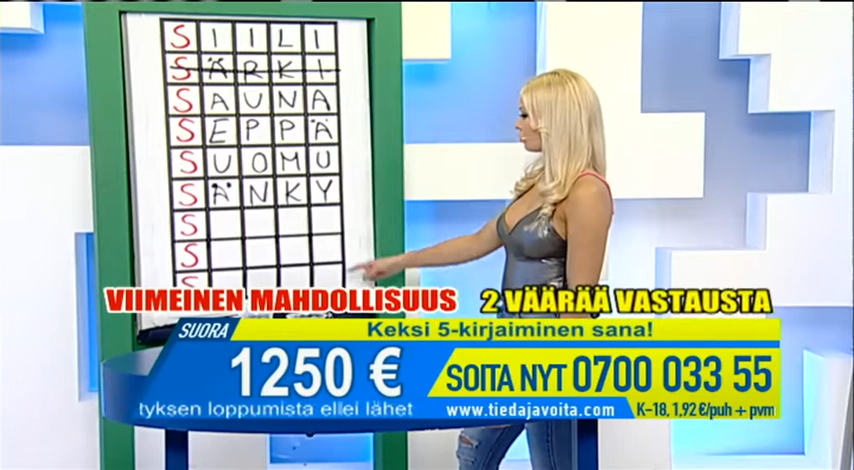 SIILI
SÄRKI
SAUNA
SEPPÄ
SUOMU
SÄNKY
S
S
S
VIIMEINEN MAHDOLLISUUS
2 VÄÄRÄÄ VASTAUSTA
SUORA
Keksi 5-kirjaiminen sana!
1250 €
SOITA NYT 0700 033 55
tyksen loppumista ellei lähet
www.tiedajavoita.com
K-18, 1,92 €/puh + pvm